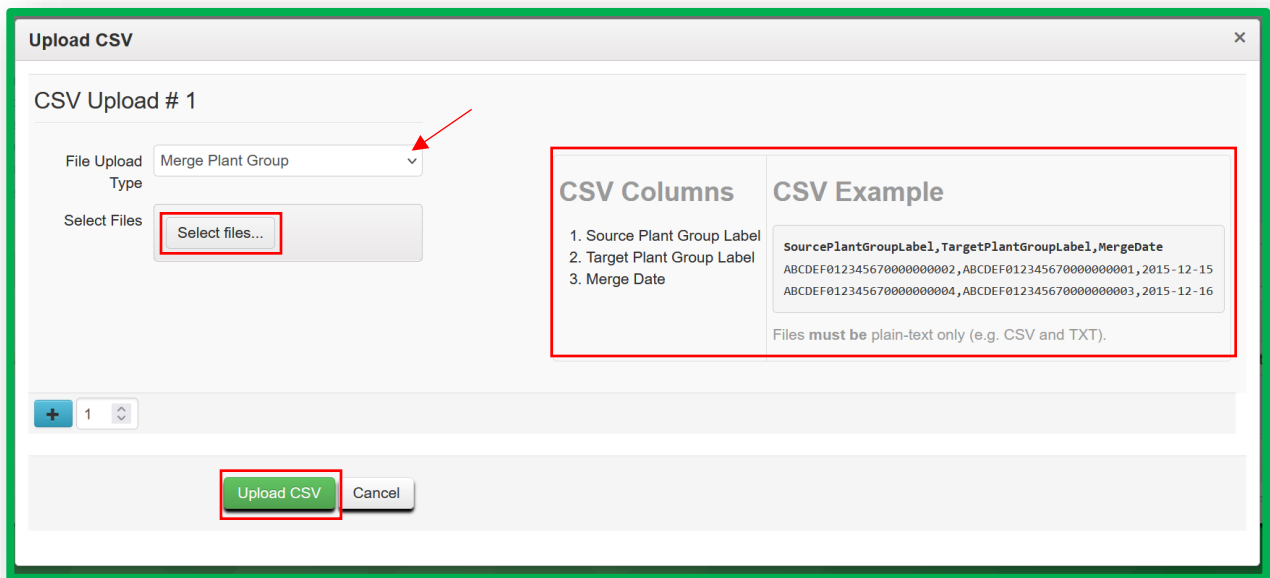 Upload CSV
×
CSV Upload # 1
File Upload
Type
Merge Plant Group
Select Files
Select files...
CSV Columns
1. Source Plant Group Label
2. Target Plant Group Label
3. Merge Date
CSV Example
SourcePlantGroupLabel,TargetPlantGroupLabel,MergeDate
ABCDEF012345670000000002,ABCDEF012345670000000001,2015-12-15
ABCDEF012345670000000004,ABCDEF012345670000000003,2015-12-16
Files must be plain-text only (e.g. CSV and TXT).
+
1
Upload CSV
Cancel